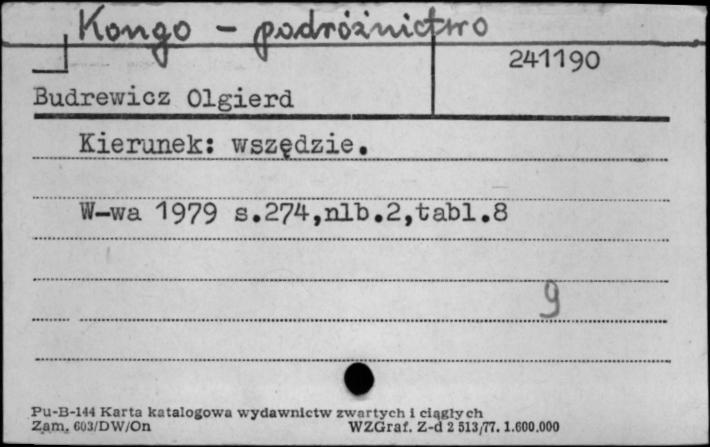 Kongo - podróżnictwo
241190
Budrewicz Olgierd
Kierunek: wszędzie.
W-wa 1979 s.274,nlb.2,tabl.8
9
Pu-B-144 Karta katalogowa wydawnictw zwartych i ciągłych
Zam. 603/DW/On WZGraf. Z-d 2 513/77. 1.600.000